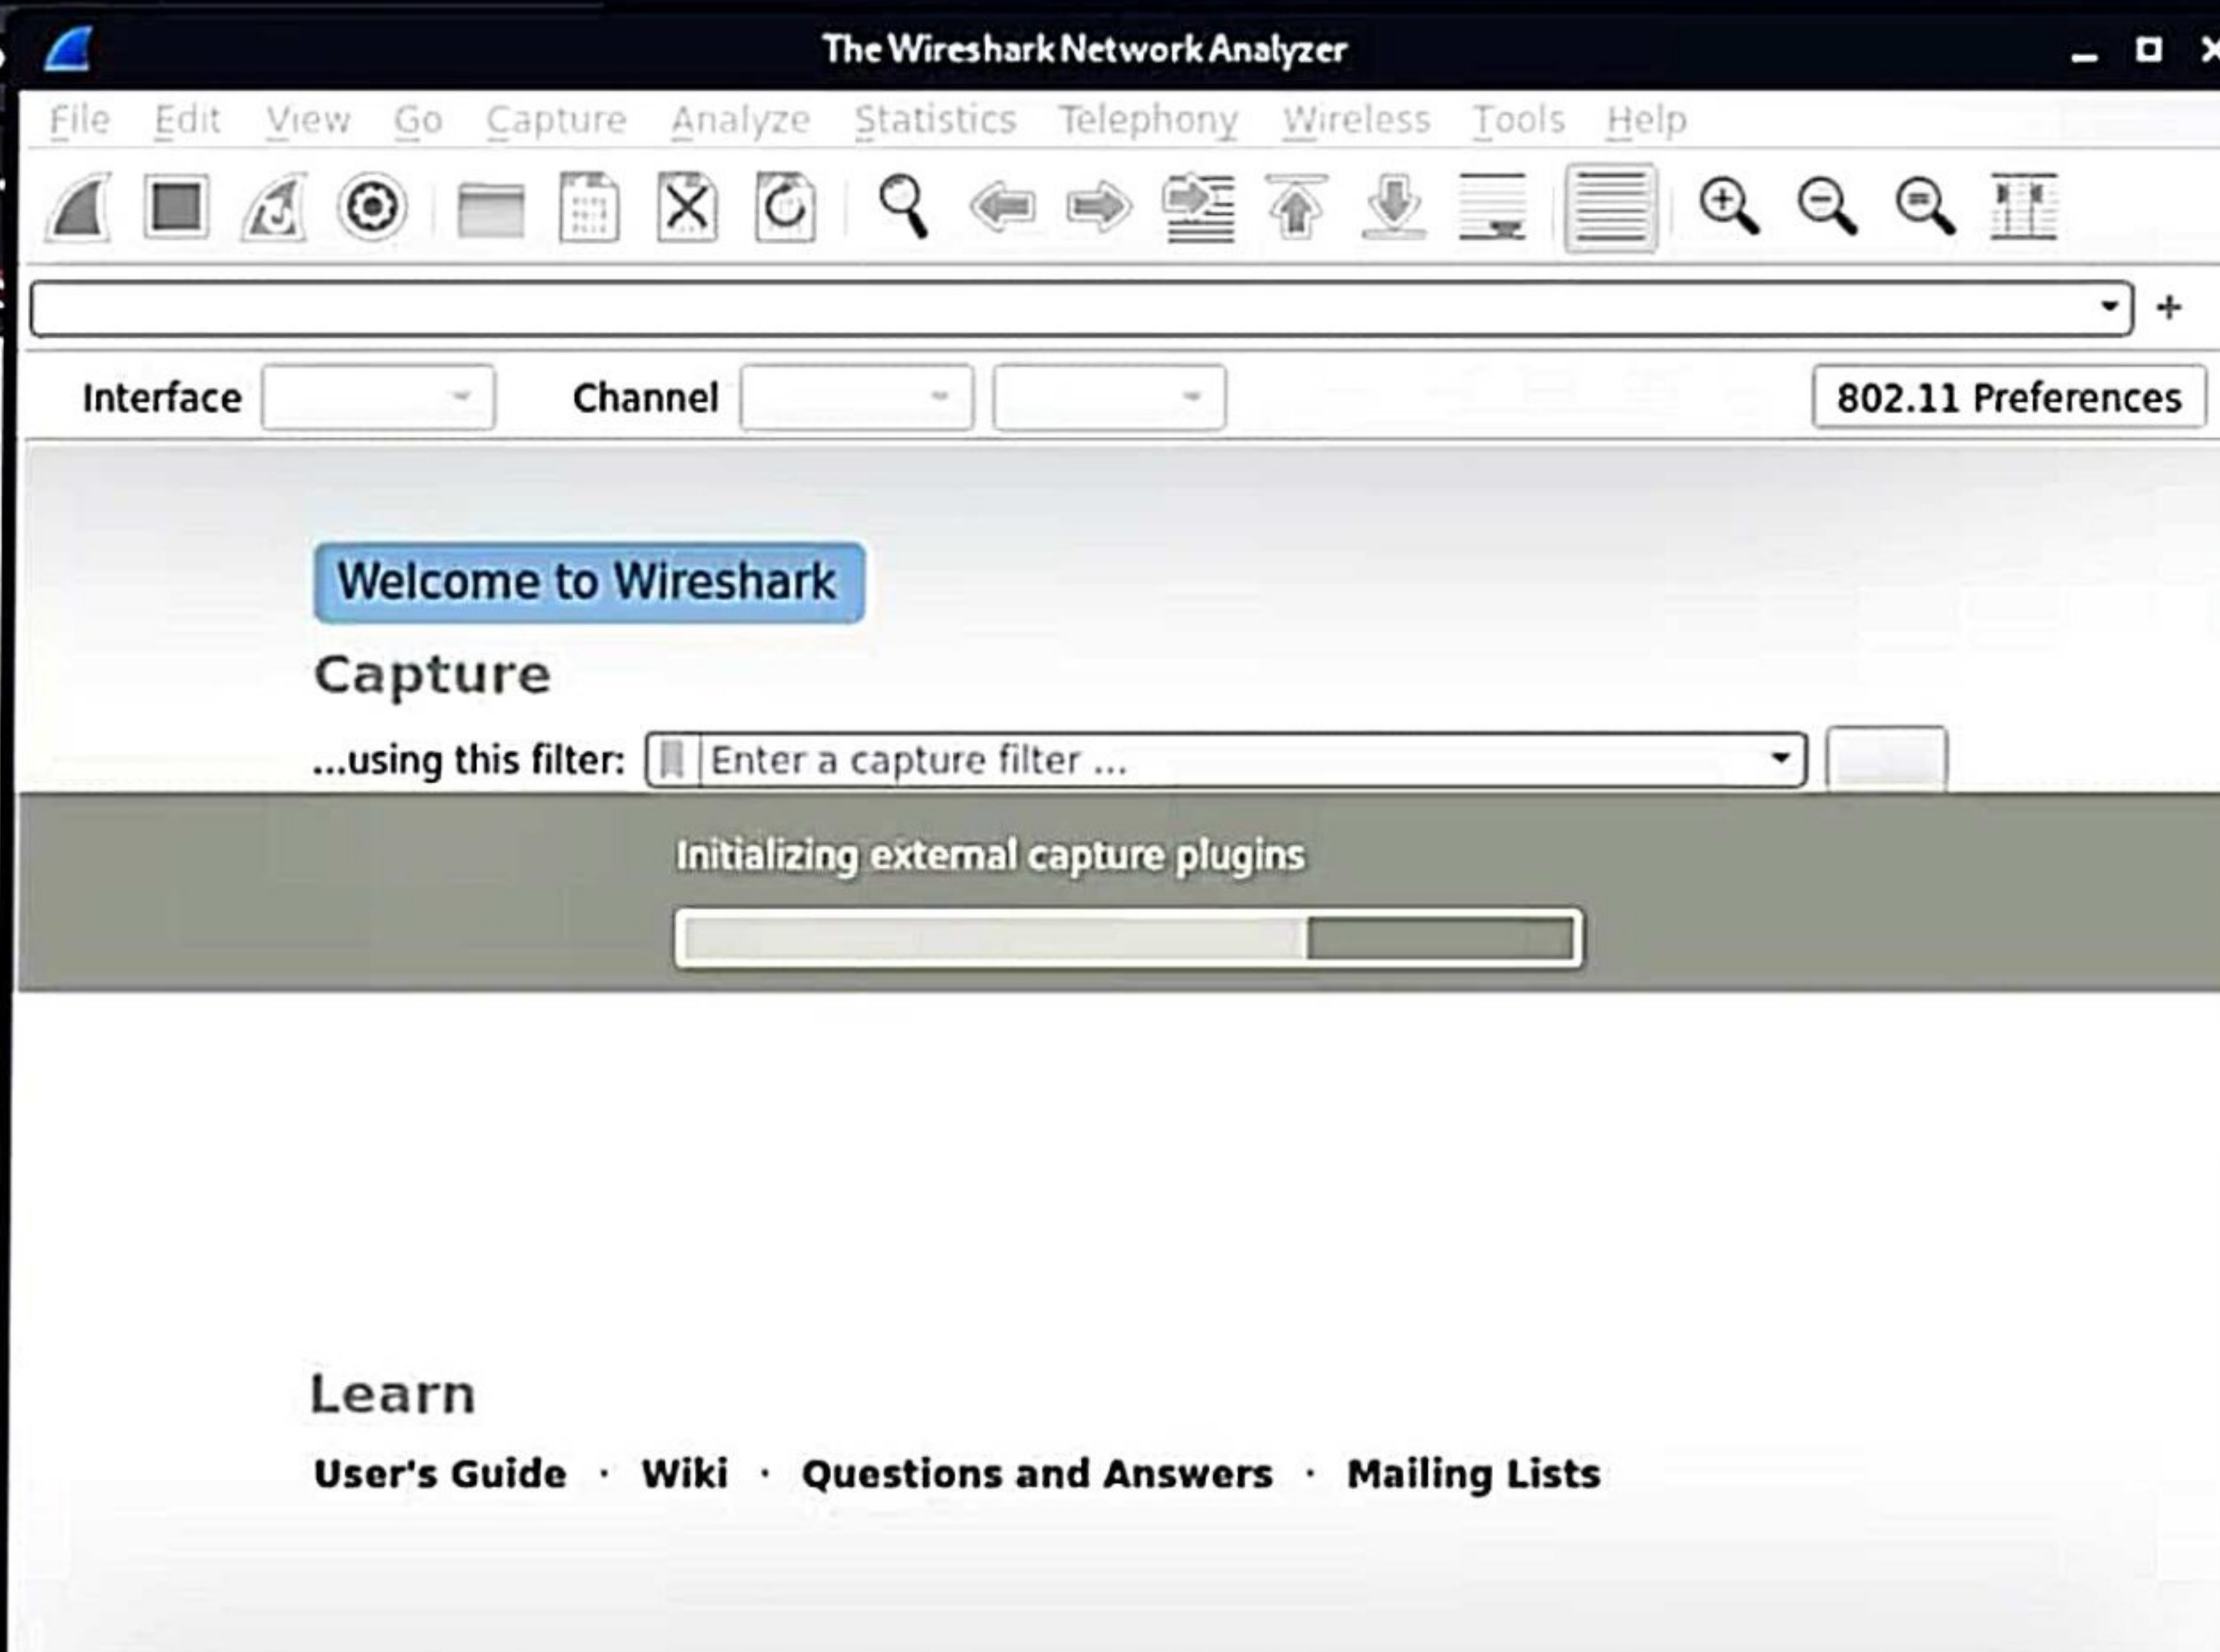 The Wireshark Network Analyzer
File Edit View Go Capture Analyze Statistics Telephony Wireless Tools Help
Interface Channel 802.11 Preferences
Welcome to Wireshark
Capture
...using this filter: Enter a capture filter ...
Initializing external capture plugins
Learn
User's Guide · Wiki · Questions and Answers · Mailing Lists